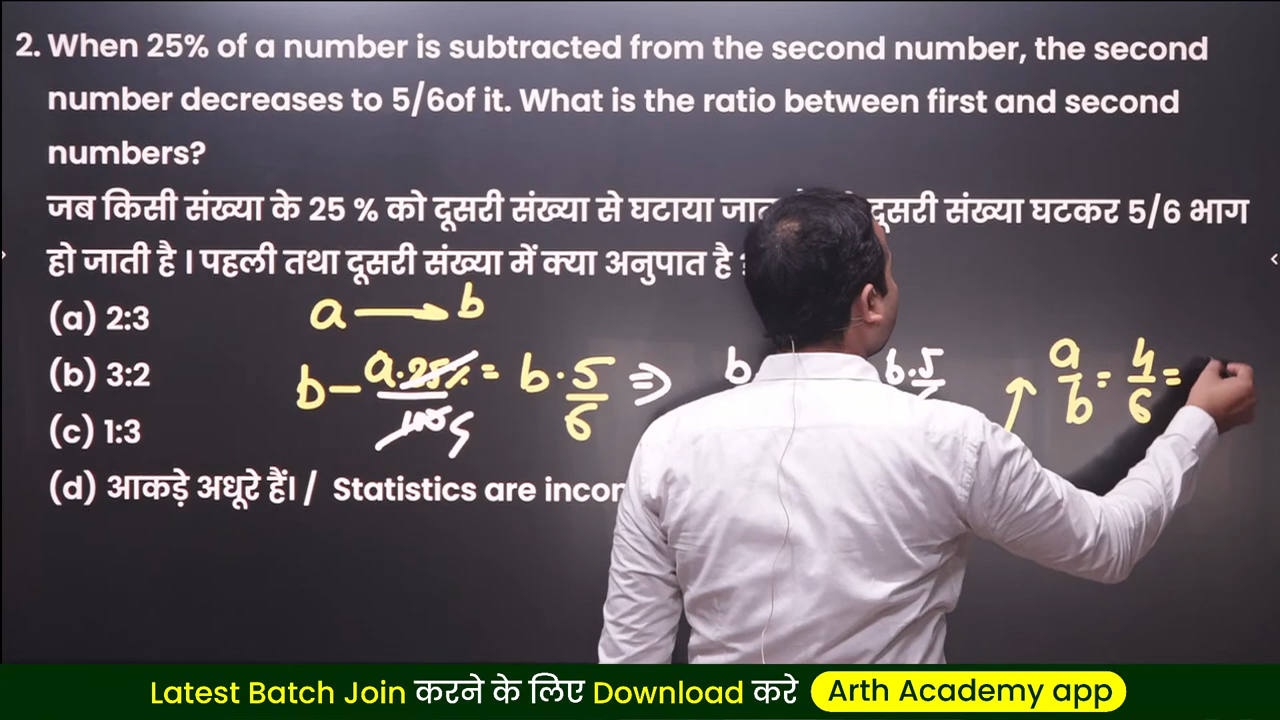 2. When 25% of a number is subtracted from the second number, the second
number decreases to 5/6of it. What is the ratio between first and second
numbers?
जब किसी संख्या के 25 % को दूसरी संख्या से घटाया दूसरी संख्या घटकर 5/6 भाग
हो जाती है । पहली तथा दूसरी संख्या में क्या अनुपात है
(a) 2:3
a → b
(b) 3:2
b - a·25%/100 = b·5/6 ⇒ b b·5 ↑ a/b = 4/6 =
(c) 1:3
(d) आकड़े अधूरे हैं। / Statistics are
Latest Batch Join करने के लिए Download करे Arth Academy app